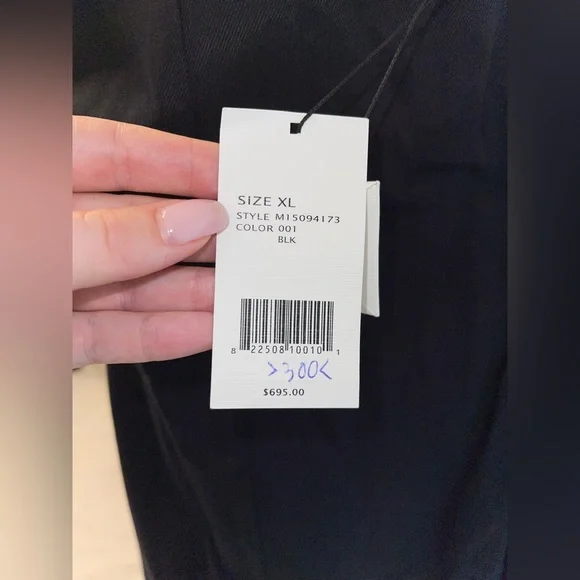 SIZE XL
STYLE M15094173
COLOR 001
BLK
8 22508 10010 1
>300<
$695.00